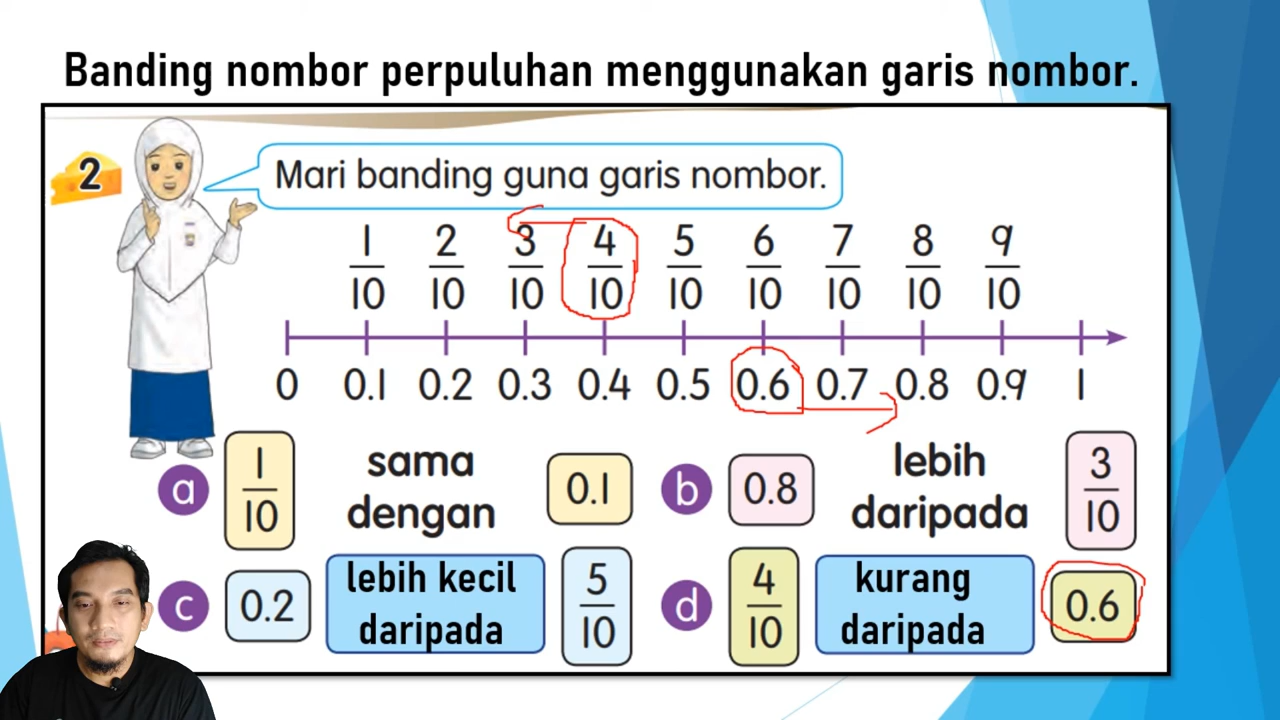 Banding nombor perpuluhan menggunakan garis nombor.
2
Mari banding guna garis nombor.
1/10 2/10 3/10 4/10 5/10 6/10 7/10 8/10 9/10
0 0.1 0.2 0.3 0.4 0.5 0.6 0.7 0.8 0.9 1
a 1/10 sama dengan 0.1
b 0.8 lebih daripada 3/10
c 0.2 lebih kecil daripada 5/10
d 4/10 kurang daripada 0.6